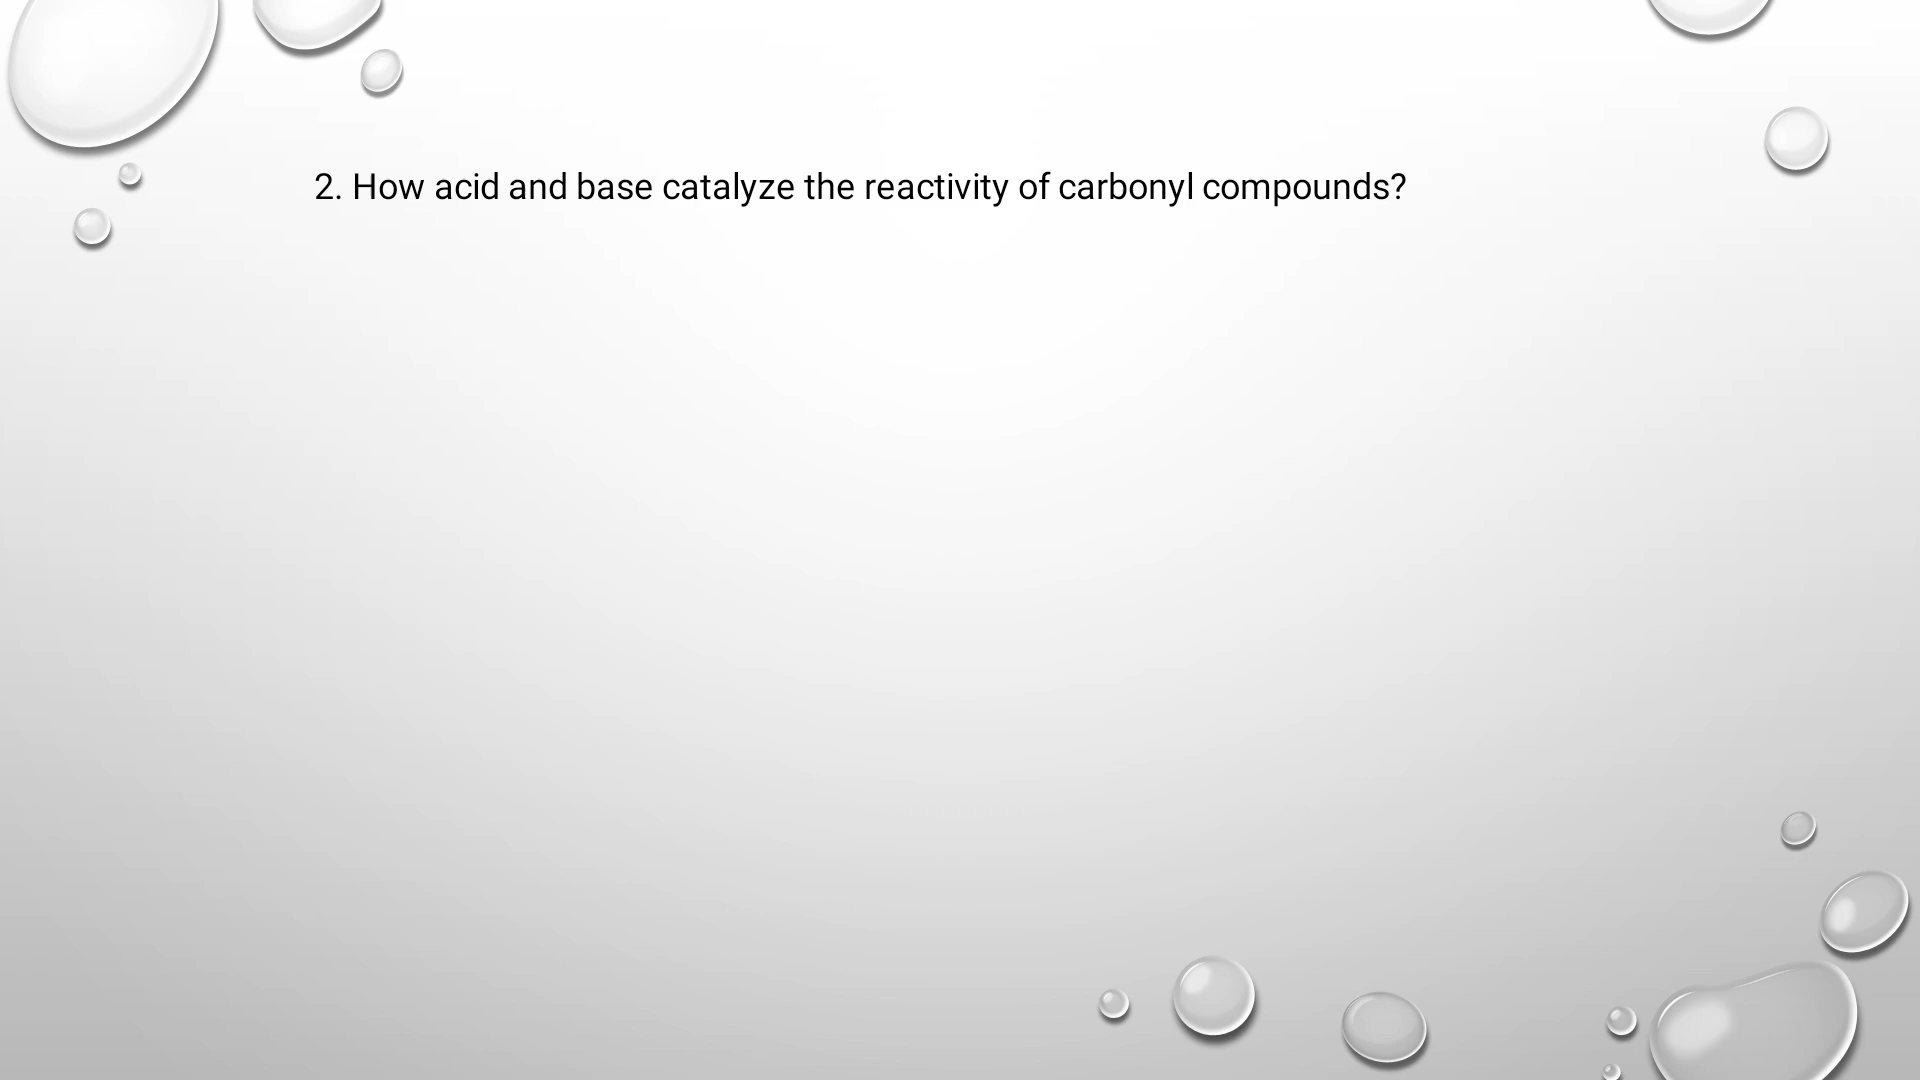 2. How acid and base catalyze the reactivity of carbonyl compounds?